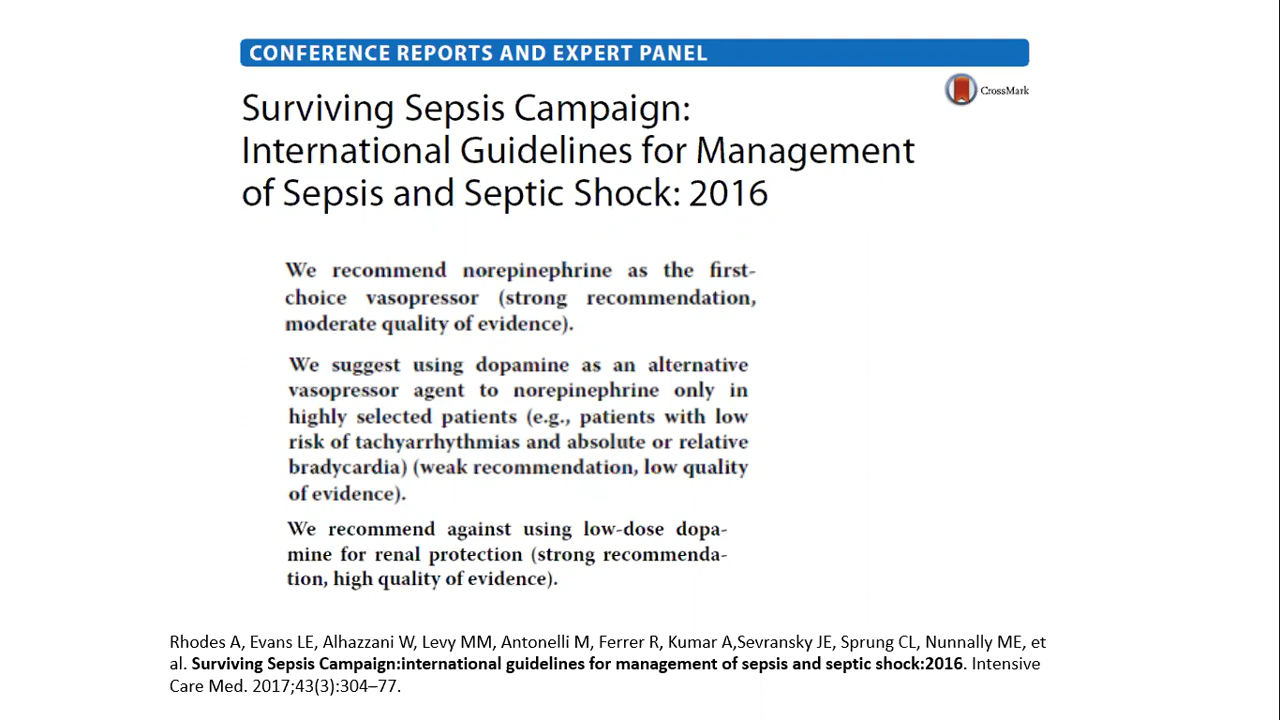 CONFERENCE REPORTS AND EXPERT PANEL
CrossMark
Surviving Sepsis Campaign:
International Guidelines for Management
of Sepsis and Septic Shock: 2016
We recommend norepinephrine as the first-
choice vasopressor (strong recommendation,
moderate quality of evidence).
We suggest using dopamine as an alternative
vasopressor agent to norepinephrine only in
highly selected patients (e.g., patients with low
risk of tachyarrhythmias and absolute or relative
bradycardia) (weak recommendation, low quality
of evidence).
We recommend against using low-dose dopa-
mine for renal protection (strong recommenda-
tion, high quality of evidence).
Rhodes A, Evans LE, Alhazzani W, Levy MM, Antonelli M, Ferrer R, Kumar A,Sevransky JE, Sprung CL, Nunnally ME, et
al. Surviving Sepsis Campaign:international guidelines for management of sepsis and septic shock:2016. Intensive
Care Med. 2017;43(3):304–77.